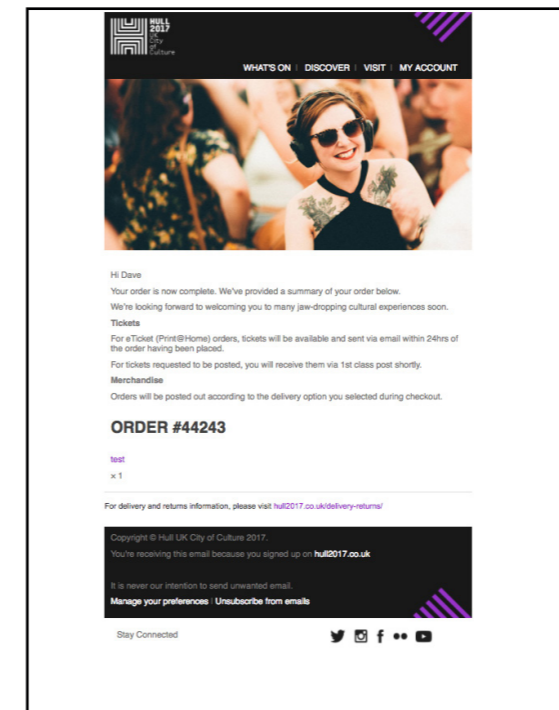 HULL
2017
UK
City
of
Culture
WHAT'S ON | DISCOVER | VISIT | MY ACCOUNT
Hi Dave
Your order is now complete. We've provided a summary of your order below.
We're looking forward to welcoming you to many jaw-dropping cultural experiences soon.
Tickets
For eTicket (Print@Home) orders, tickets will be available and sent via email within 24hrs of
the order having been placed.
For tickets requested to be posted, you will receive them via 1st class post shortly.
Merchandise
Orders will be posted out according to the delivery option you selected during checkout.
ORDER #44243
test
× 1
For delivery and returns information, please visit hull2017.co.uk/delivery-returns/
Copyright © Hull UK City of Culture 2017.
You're receiving this email because you signed up on hull2017.co.uk
It is never our intention to send unwanted email.
Manage your preferences | Unsubscribe from emails
Stay Connected